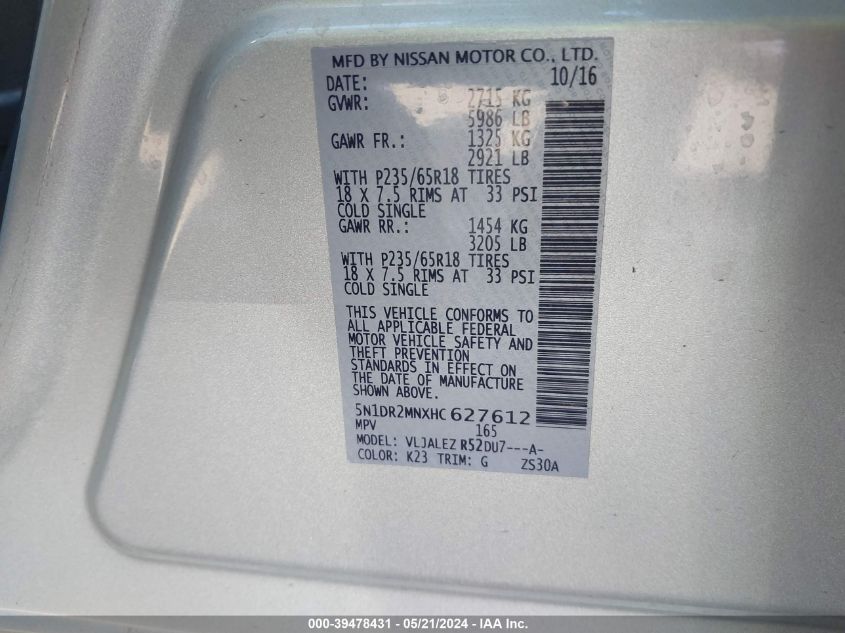 MFD BY NISSAN MOTOR CO., LTD.
DATE: 10/16
GVWR: 2715 KG
5986 LB
GAWR FR.: 1325 KG
2921 LB
WITH P235/65R18 TIRES
18 X 7.5 RIMS AT 33 PSI
COLD SINGLE
GAWR RR.: 1454 KG
3205 LB
WITH P235/65R18 TIRES
18 X 7.5 RIMS AT 33 PSI
COLD SINGLE
THIS VEHICLE CONFORMS TO
ALL APPLICABLE FEDERAL
MOTOR VEHICLE SAFETY AND
THEFT PREVENTION
STANDARDS IN EFFECT ON
THE DATE OF MANUFACTURE
SHOWN ABOVE.
5N1DR2MNXHC 627612
MPV 165
MODEL: VLJALEZ R52DU7---A-
COLOR: K23 TRIM: G ZS30A
000-39478431 - 05/21/2024 - IAA Inc.